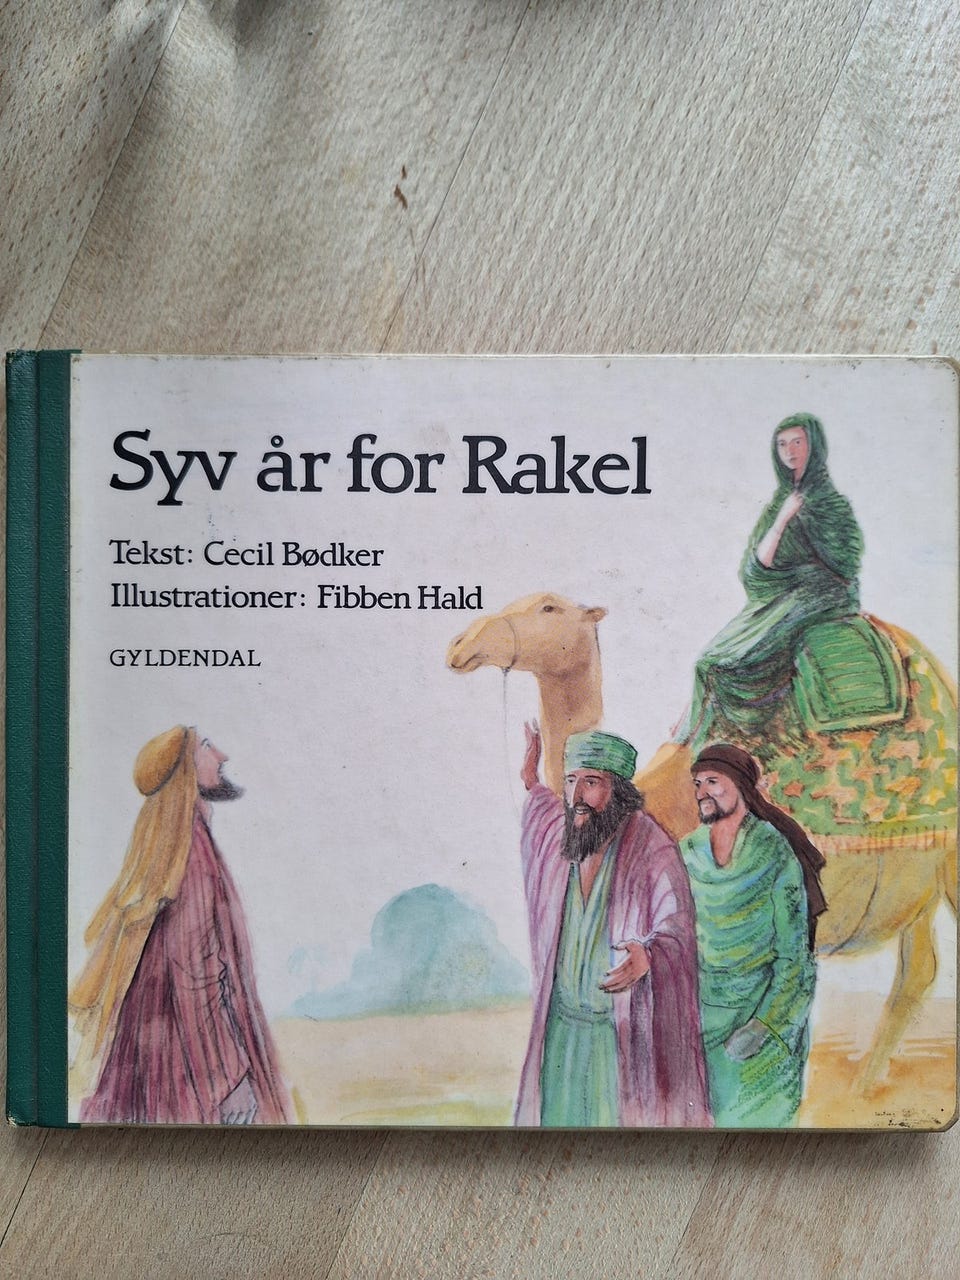 Syv år for Rakel
Tekst: Cecil Bødker
Illustrationer: Fibben Hald
GYLDENDAL